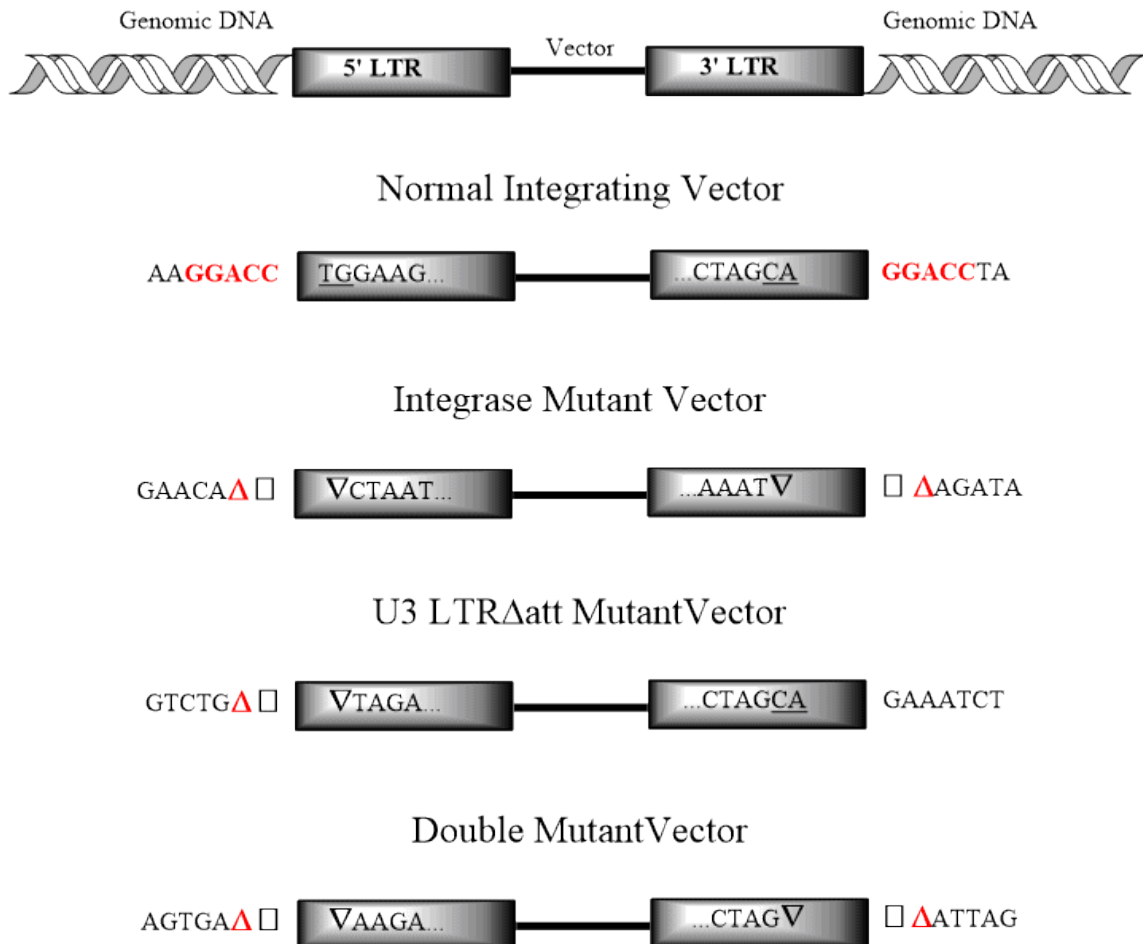 Genomic DNA Genomic DNA
5' LTR Vector 3' LTR
Normal Integrating Vector
AAGGACC TGGAAG... ...CTAGCA GGACCTA
Integrase Mutant Vector
GAACAΔ □ ∇CTAAT... ...AAAT∇ □ ΔAGATA
U3 LTRΔatt MutantVector
GTCTGΔ □ ∇TAGA... ...CTAGCA GAAATCT
Double MutantVector
AGTGAΔ □ ∇AAGA... ...CTAG∇ □ ΔATTAG